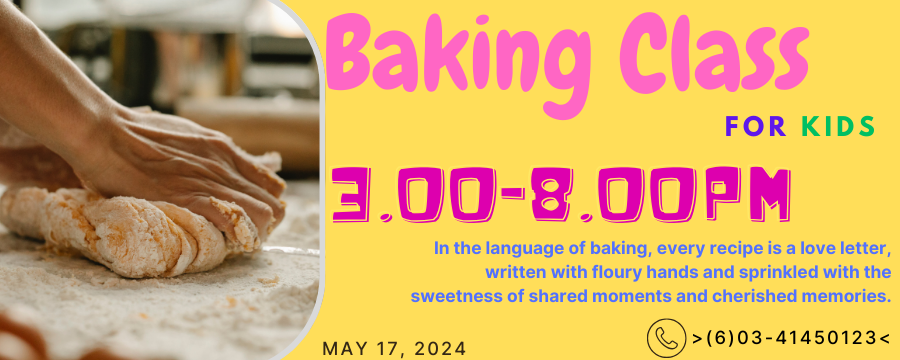 Baking Class
FOR KIDS
3.00-8.00PM
In the language of baking, every recipe is a love letter,
written with floury hands and sprinkled with the
sweetness of shared moments and cherished memories.
MAY 17, 2024
>(6)03-41450123<